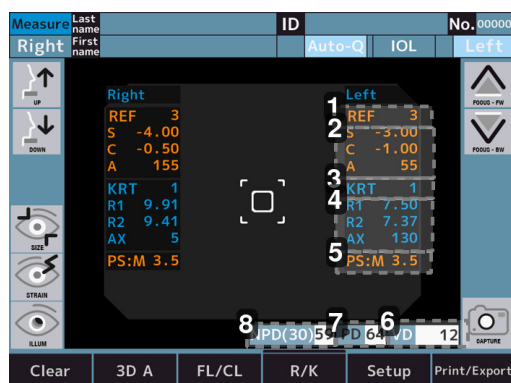 Measure Last name ID No. 00000
Right First name Auto-Q IOL Left
UP
DOWN
SIZE
STRAIN
ILLUM
Right
REF 3
S -4.00
C -0.50
A 155
KRT 1
R1 9.91
R2 9.41
AX 5
PS:M 3.5
Left
1 REF 3
2 S -3.00
C -1.00
A 55
3 KRT 1
4 R1 7.50
R2 7.37
AX 130
5 PS:M 3.5
8 NPD(30) 59 7 PD 64 6 VD 12
FOOUG - FW
FOOUG - BW
CAPTURE
Clear 3D A FL/CL R/K Setup Print/Export